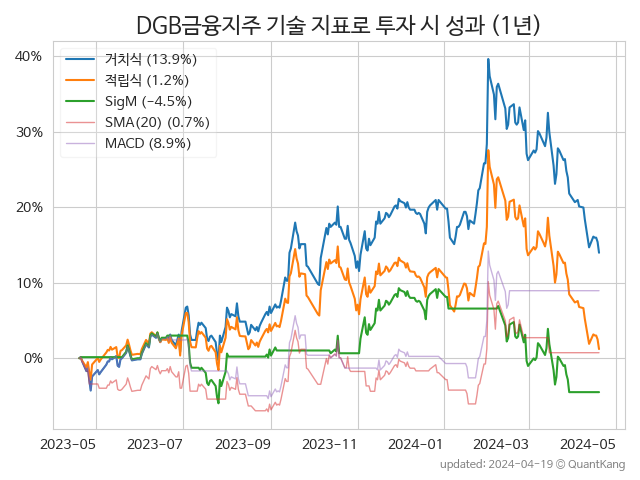 DGB금융지주 기술 지표로 투자 시 성과 (1년)
거치식 (13.9%)
적립식 (1.2%)
SigM (−4.5%)
SMA(20) (0.7%)
MACD (8.9%)
40%
30%
20%
10%
0%
2023-05 2023-07 2023-09 2023-11 2024-01 2024-03 2024-05
updated: 2024-04-19 © QuantKang